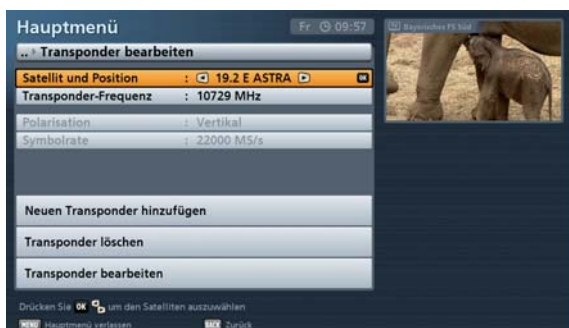 Hauptmenü
Fr 09:57
Bayerisches FS Süd
.. Transponder bearbeiten
Satellit und Position : 19.2 E ASTRA OK
Transponder-Frequenz : 10729 MHz
Polarisation : Vertikal
Symbolrate : 22000 MS/s
Neuen Transponder hinzufügen
Transponder löschen
Transponder bearbeiten
Drücken Sie OK um den Satelliten auszuwählen
MENU Hauptmenü verlassen BACK Zurück